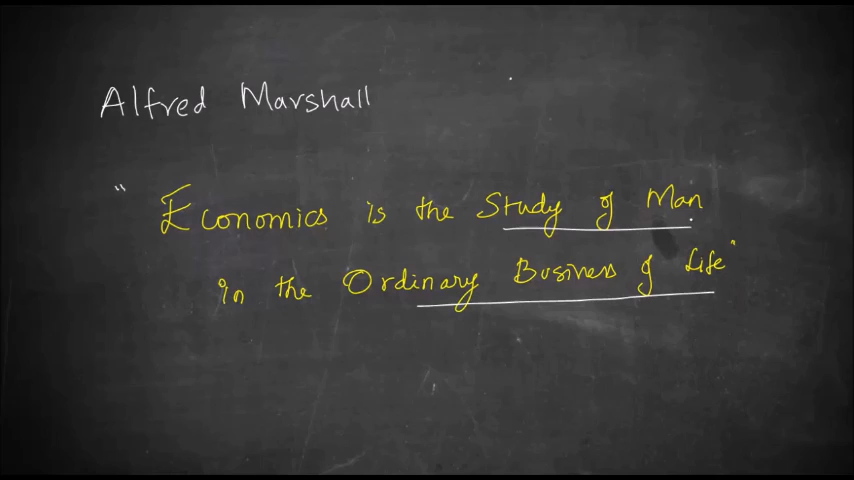 Alfred Marshall
" Economics is the Study of Man
In the Ordinary Business of Life"